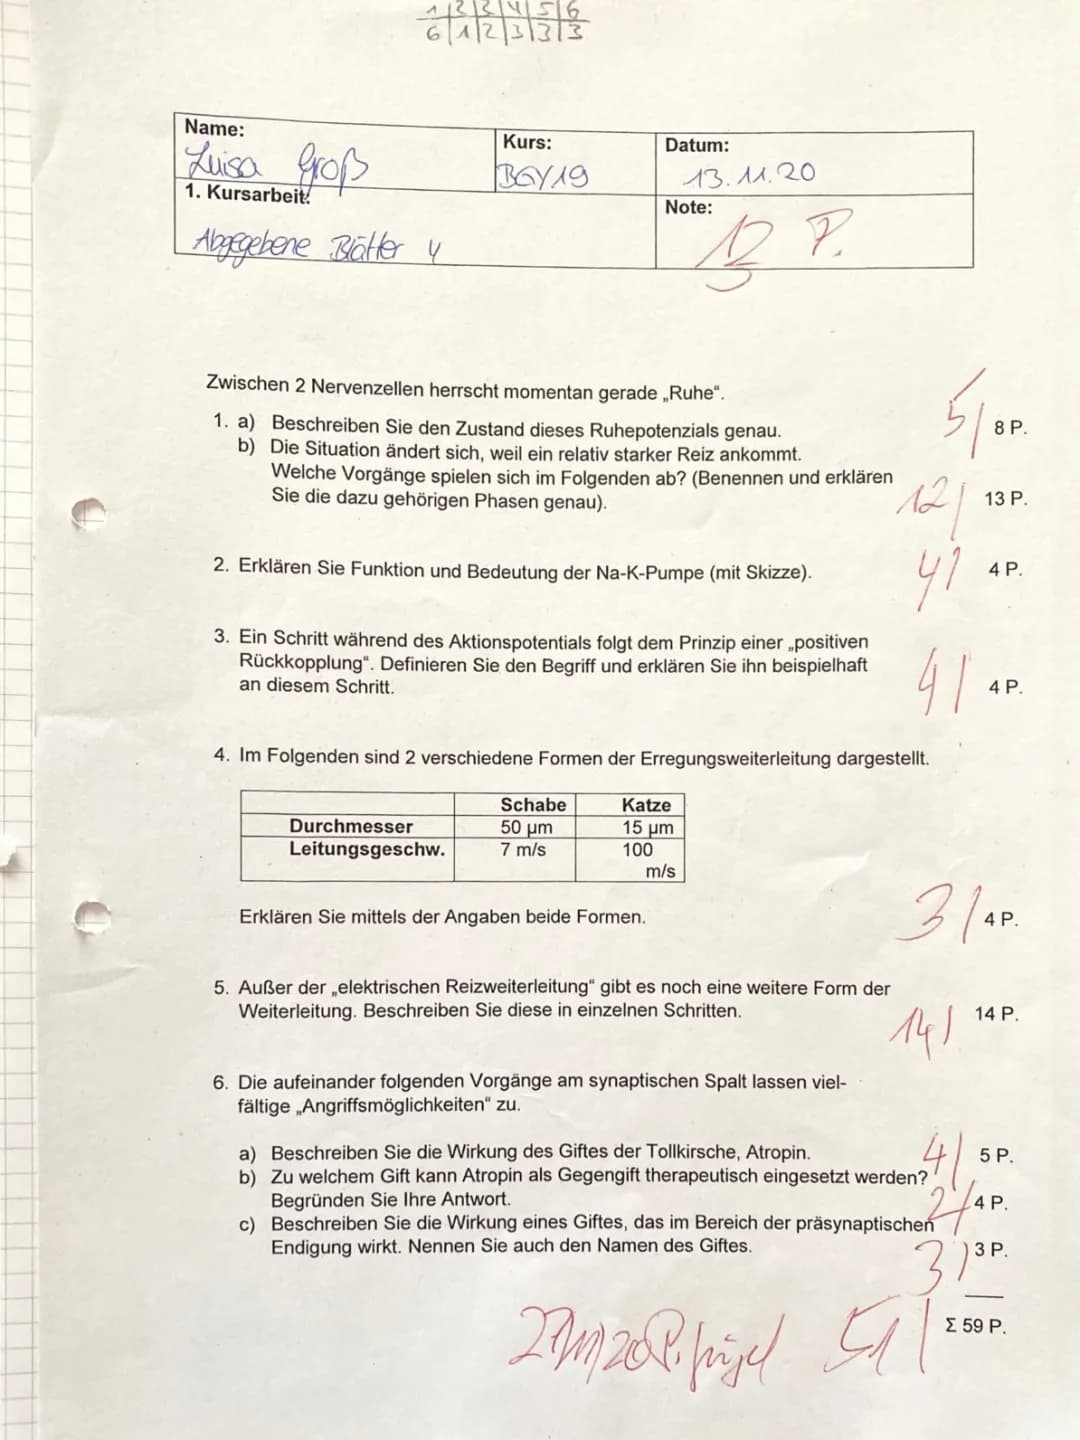 1 2 3 4 5 6
6 1 2 3 3 3
Name:
Luisa Groß
Kurs:
BGY19
Datum:
13.11.20
1. Kursarbeit:
Abgegebene Blätter 4
Note:
12 P.
Zwischen 2 Nervenzellen herrscht momentan gerade „Ruhe“.
1. a) Beschreiben Sie den Zustand dieses Ruhepotenzials genau. 5/ 8 P.
b) Die Situation ändert sich, weil ein relativ starker Reiz ankommt.
Welche Vorgänge spielen sich im Folgenden ab? (Benennen und erklären
Sie die dazu gehörigen Phasen genau). 12/ 13 P.
2. Erklären Sie Funktion und Bedeutung der Na-K-Pumpe (mit Skizze). 4/ 4 P.
3. Ein Schritt während des Aktionspotentials folgt dem Prinzip einer „positiven
Rückkopplung“. Definieren Sie den Begriff und erklären Sie ihn beispielhaft
an diesem Schritt. 4/ 4 P.
4. Im Folgenden sind 2 verschiedene Formen der Erregungsweiterleitung dargestellt.
Schabe Katze
Durchmesser 50 µm 15 µm
Leitungsgeschw. 7 m/s 100
m/s
Erklären Sie mittels der Angaben beide Formen. 3/ 4 P.
5. Außer der „elektrischen Reizweiterleitung“ gibt es noch eine weitere Form der
Weiterleitung. Beschreiben Sie diese in einzelnen Schritten. 14/ 14 P.
6. Die aufeinander folgenden Vorgänge am synaptischen Spalt lassen viel-
fältige „Angriffsmöglichkeiten“ zu.
a) Beschreiben Sie die Wirkung des Giftes der Tollkirsche, Atropin. 4/ 5 P.
b) Zu welchem Gift kann Atropin als Gegengift therapeutisch eingesetzt werden?
Begründen Sie Ihre Antwort. 2/ 4 P.
c) Beschreiben Sie die Wirkung eines Giftes, das im Bereich der präsynaptischen
Endigung wirkt. Nennen Sie auch den Namen des Giftes. 3/ 3 P.
51/ Σ 59 P.